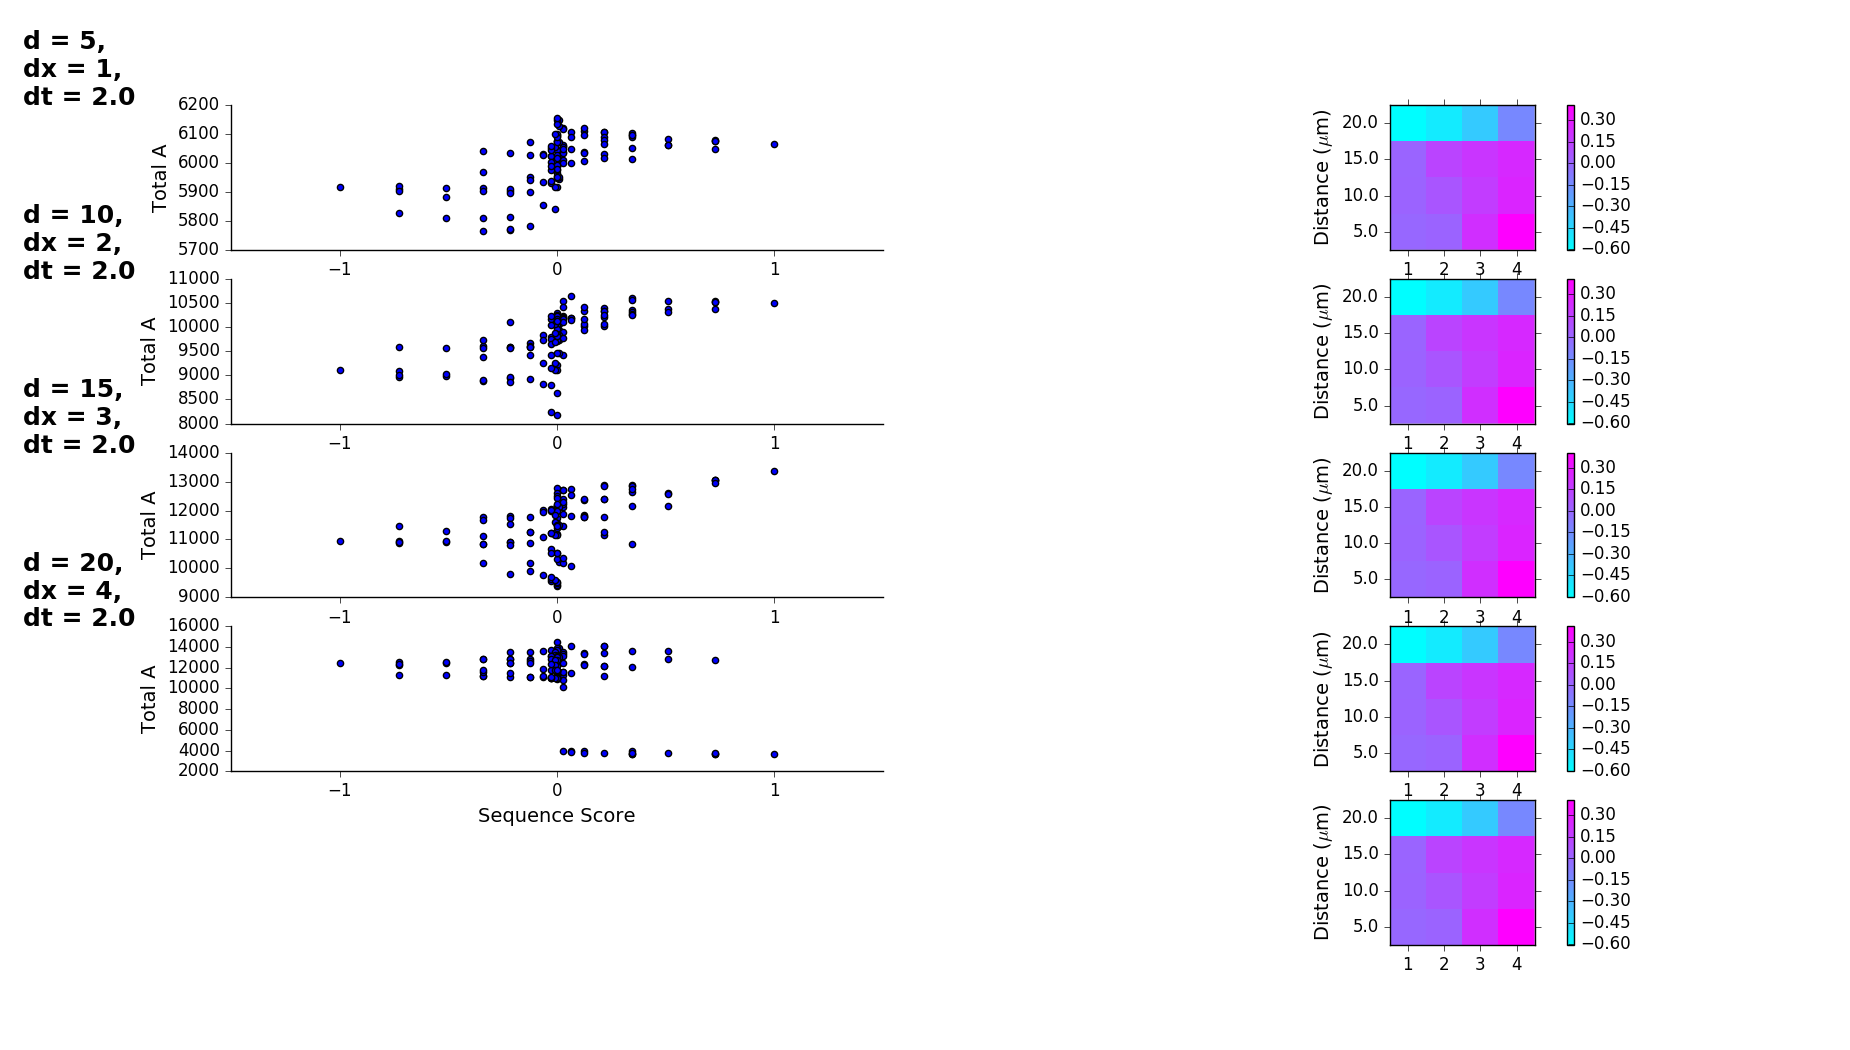 d = 5,
dx = 1,
dt = 2.0
6200
6100
6000
5900
5800
5700
Total A
−1 0 1
d = 10,
dx = 2,
dt = 2.0
11000
10500
10000
9500
9000
8500
8000
Total A
−1 0 1
d = 15,
dx = 3,
dt = 2.0
14000
13000
12000
11000
10000
9000
Total A
−1 0 1
d = 20,
dx = 4,
dt = 2.0
16000
14000
12000
10000
8000
6000
4000
2000
Total A
−1 0 1
Sequence Score
Distance (μm)
20.0
15.0
10.0
5.0
1 2 3 4
0.30
0.15
0.00
−0.15
−0.30
−0.45
−0.60
Distance (μm)
20.0
15.0
10.0
5.0
1 2 3 4
0.30
0.15
0.00
−0.15
−0.30
−0.45
−0.60
Distance (μm)
20.0
15.0
10.0
5.0
1 2 3 4
0.30
0.15
0.00
−0.15
−0.30
−0.45
−0.60
Distance (μm)
20.0
15.0
10.0
5.0
1 2 3 4
0.30
0.15
0.00
−0.15
−0.30
−0.45
−0.60
Distance (μm)
20.0
15.0
10.0
5.0
1 2 3 4
0.30
0.15
0.00
−0.15
−0.30
−0.45
−0.60